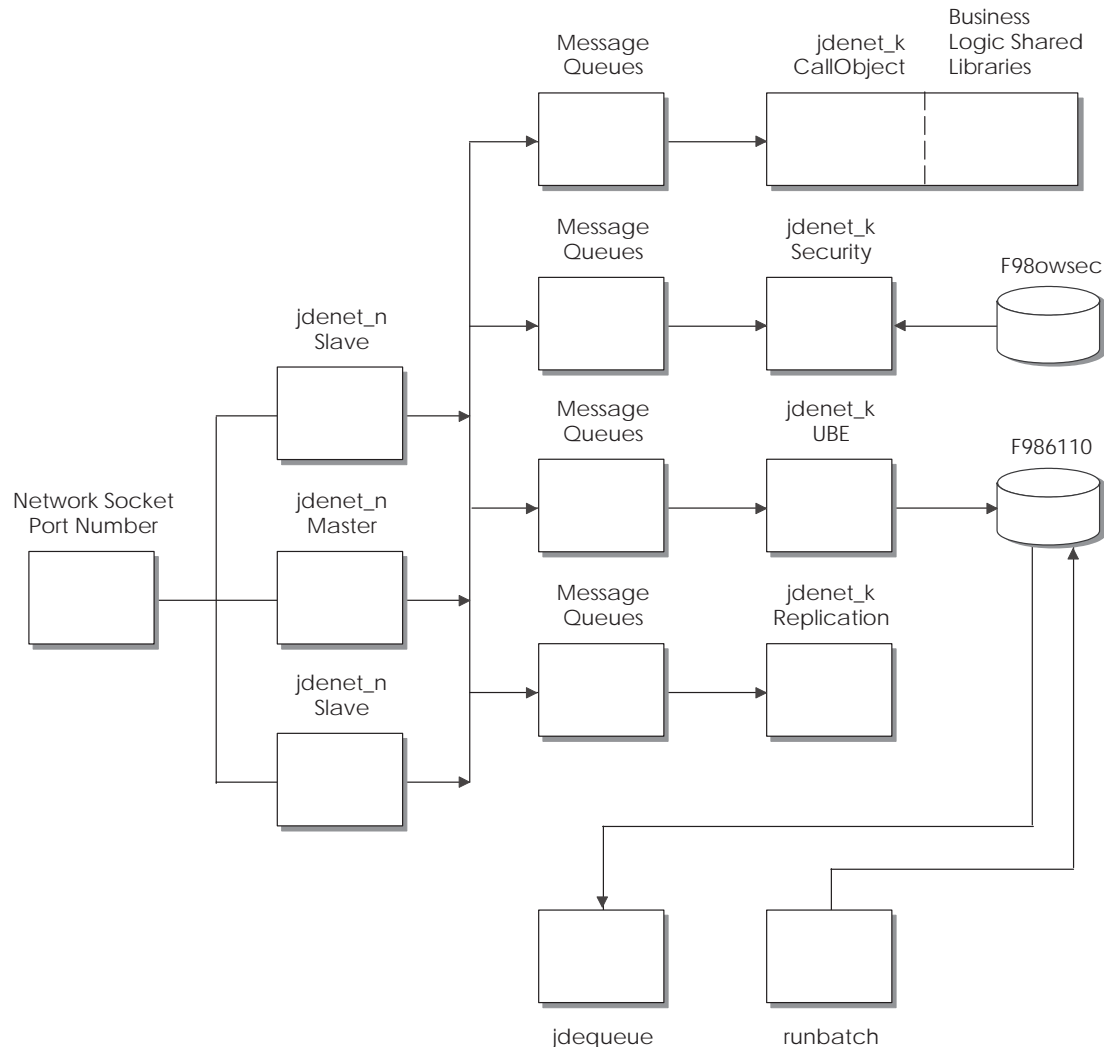 Message
Queues
jdenet_k
CallObject
Business
Logic Shared
Libraries
Message
Queues
jdenet_k
Security
F98owsec
jdenet_n
Slave
Message
Queues
jdenet_k
UBE
F986110
Network Socket
Port Number
jdenet_n
Master
Message
Queues
jdenet_k
Replication
jdenet_n
Slave
jdequeue
runbatch